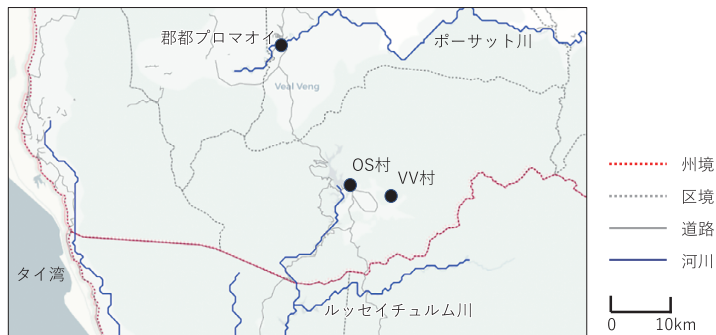 郡都プロマオイ
ポーサット川
Veal Veng
OS村
VV村
タイ湾
ルッセイチュルム川
州境
区境
道路
河川
0 10km